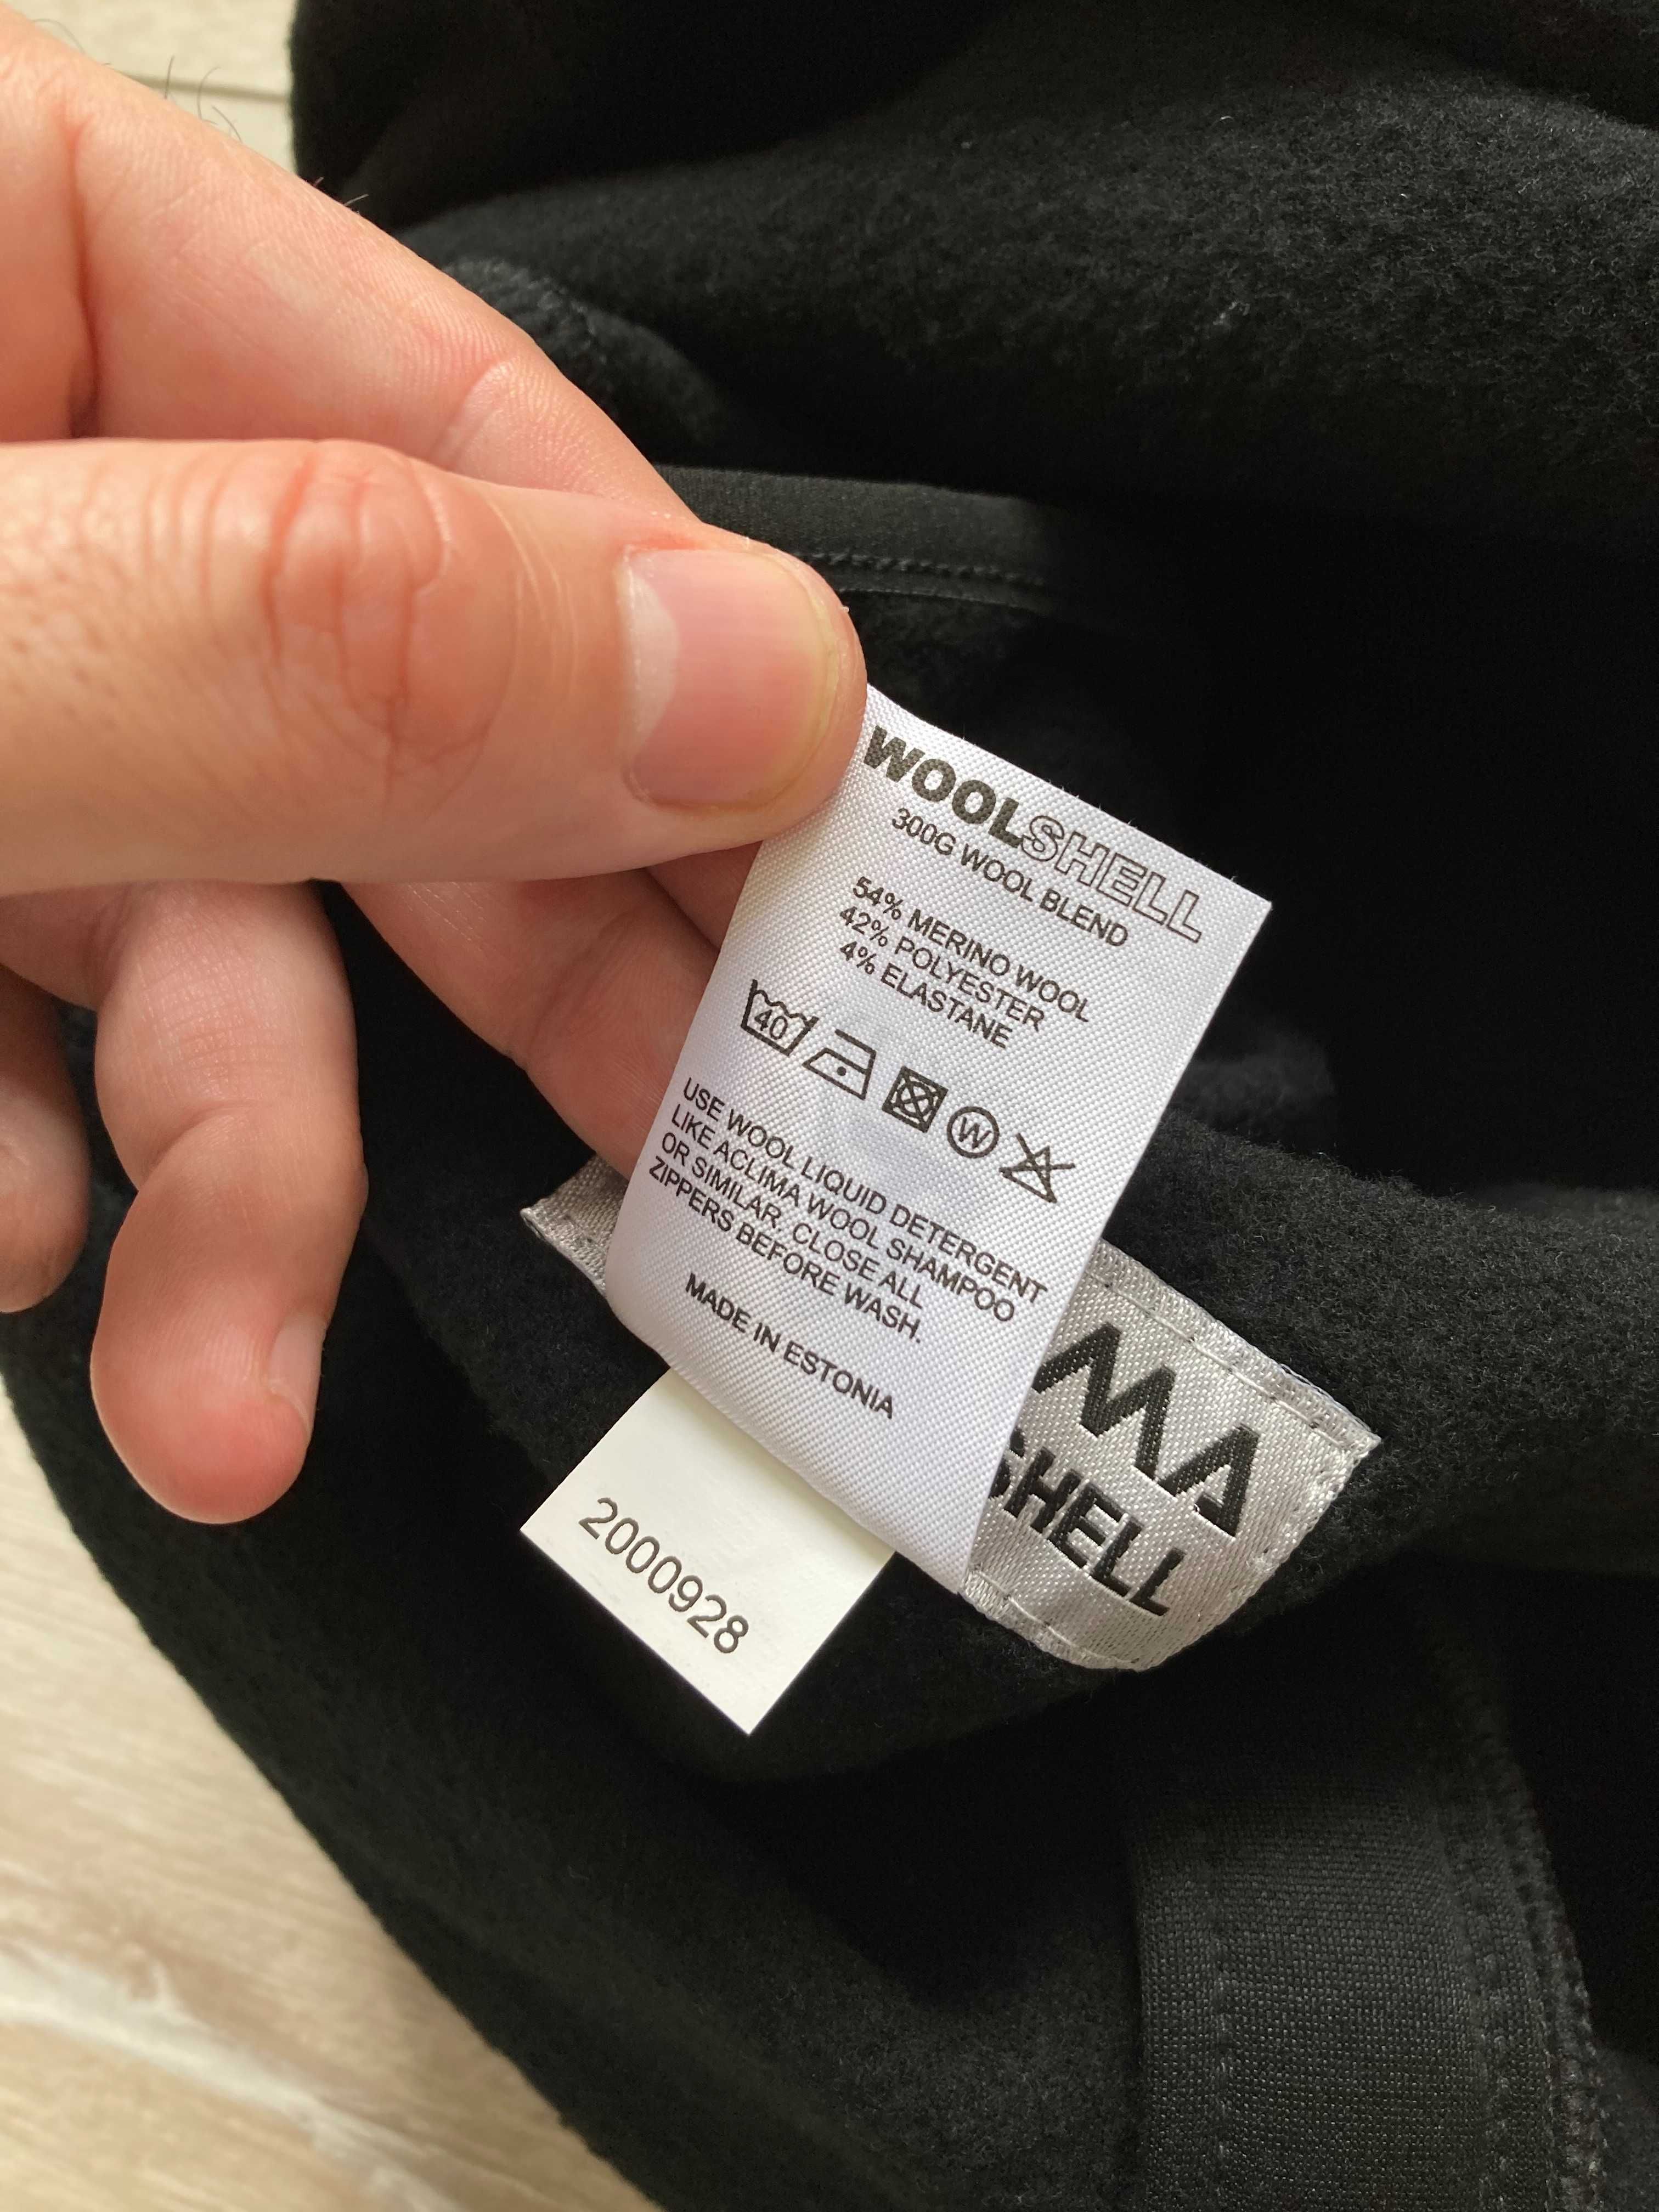 WOOLSHELL
300G WOOL BLEND
54% MERINO WOOL
42% POLYESTER
4% ELASTANE
40
W
USE WOOL LIQUID DETERGENT
LIKE ACLIMA WOOL SHAMPOO
OR SIMILAR. CLOSE ALL
ZIPPERS BEFORE WASH.
MADE IN ESTONIA
MA
SHELL
2000928